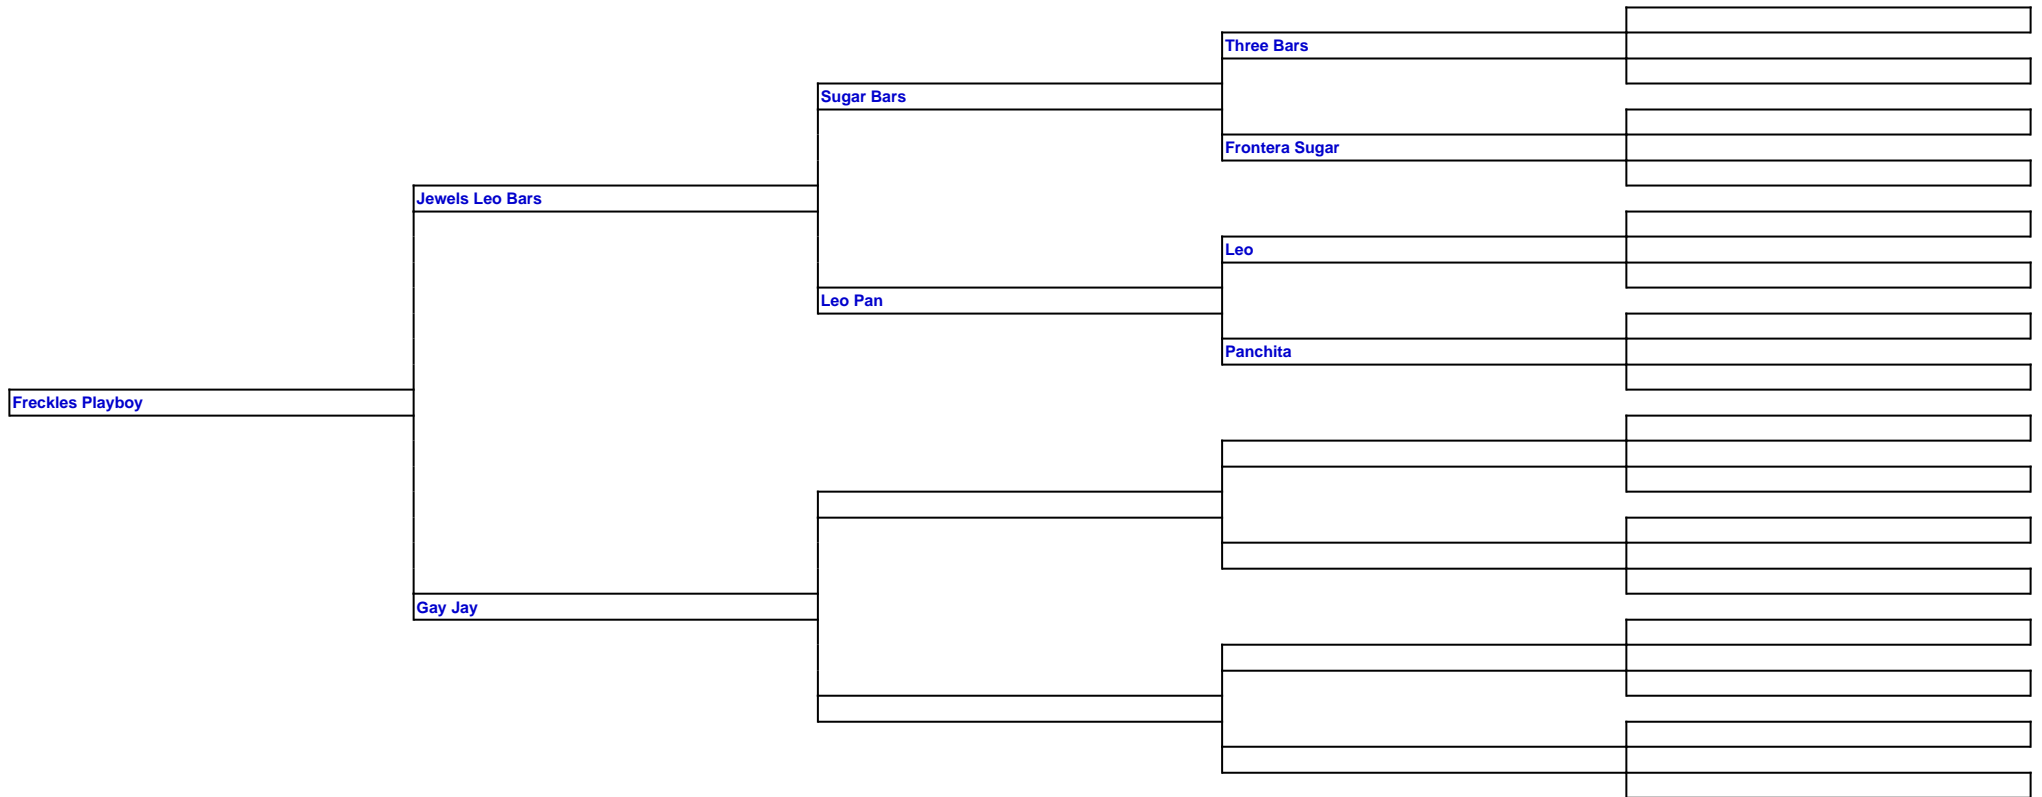 Three Bars
Sugar Bars
Frontera Sugar
Jewels Leo Bars
Leo
Leo Pan
Panchita
Freckles Playboy
Gay Jay